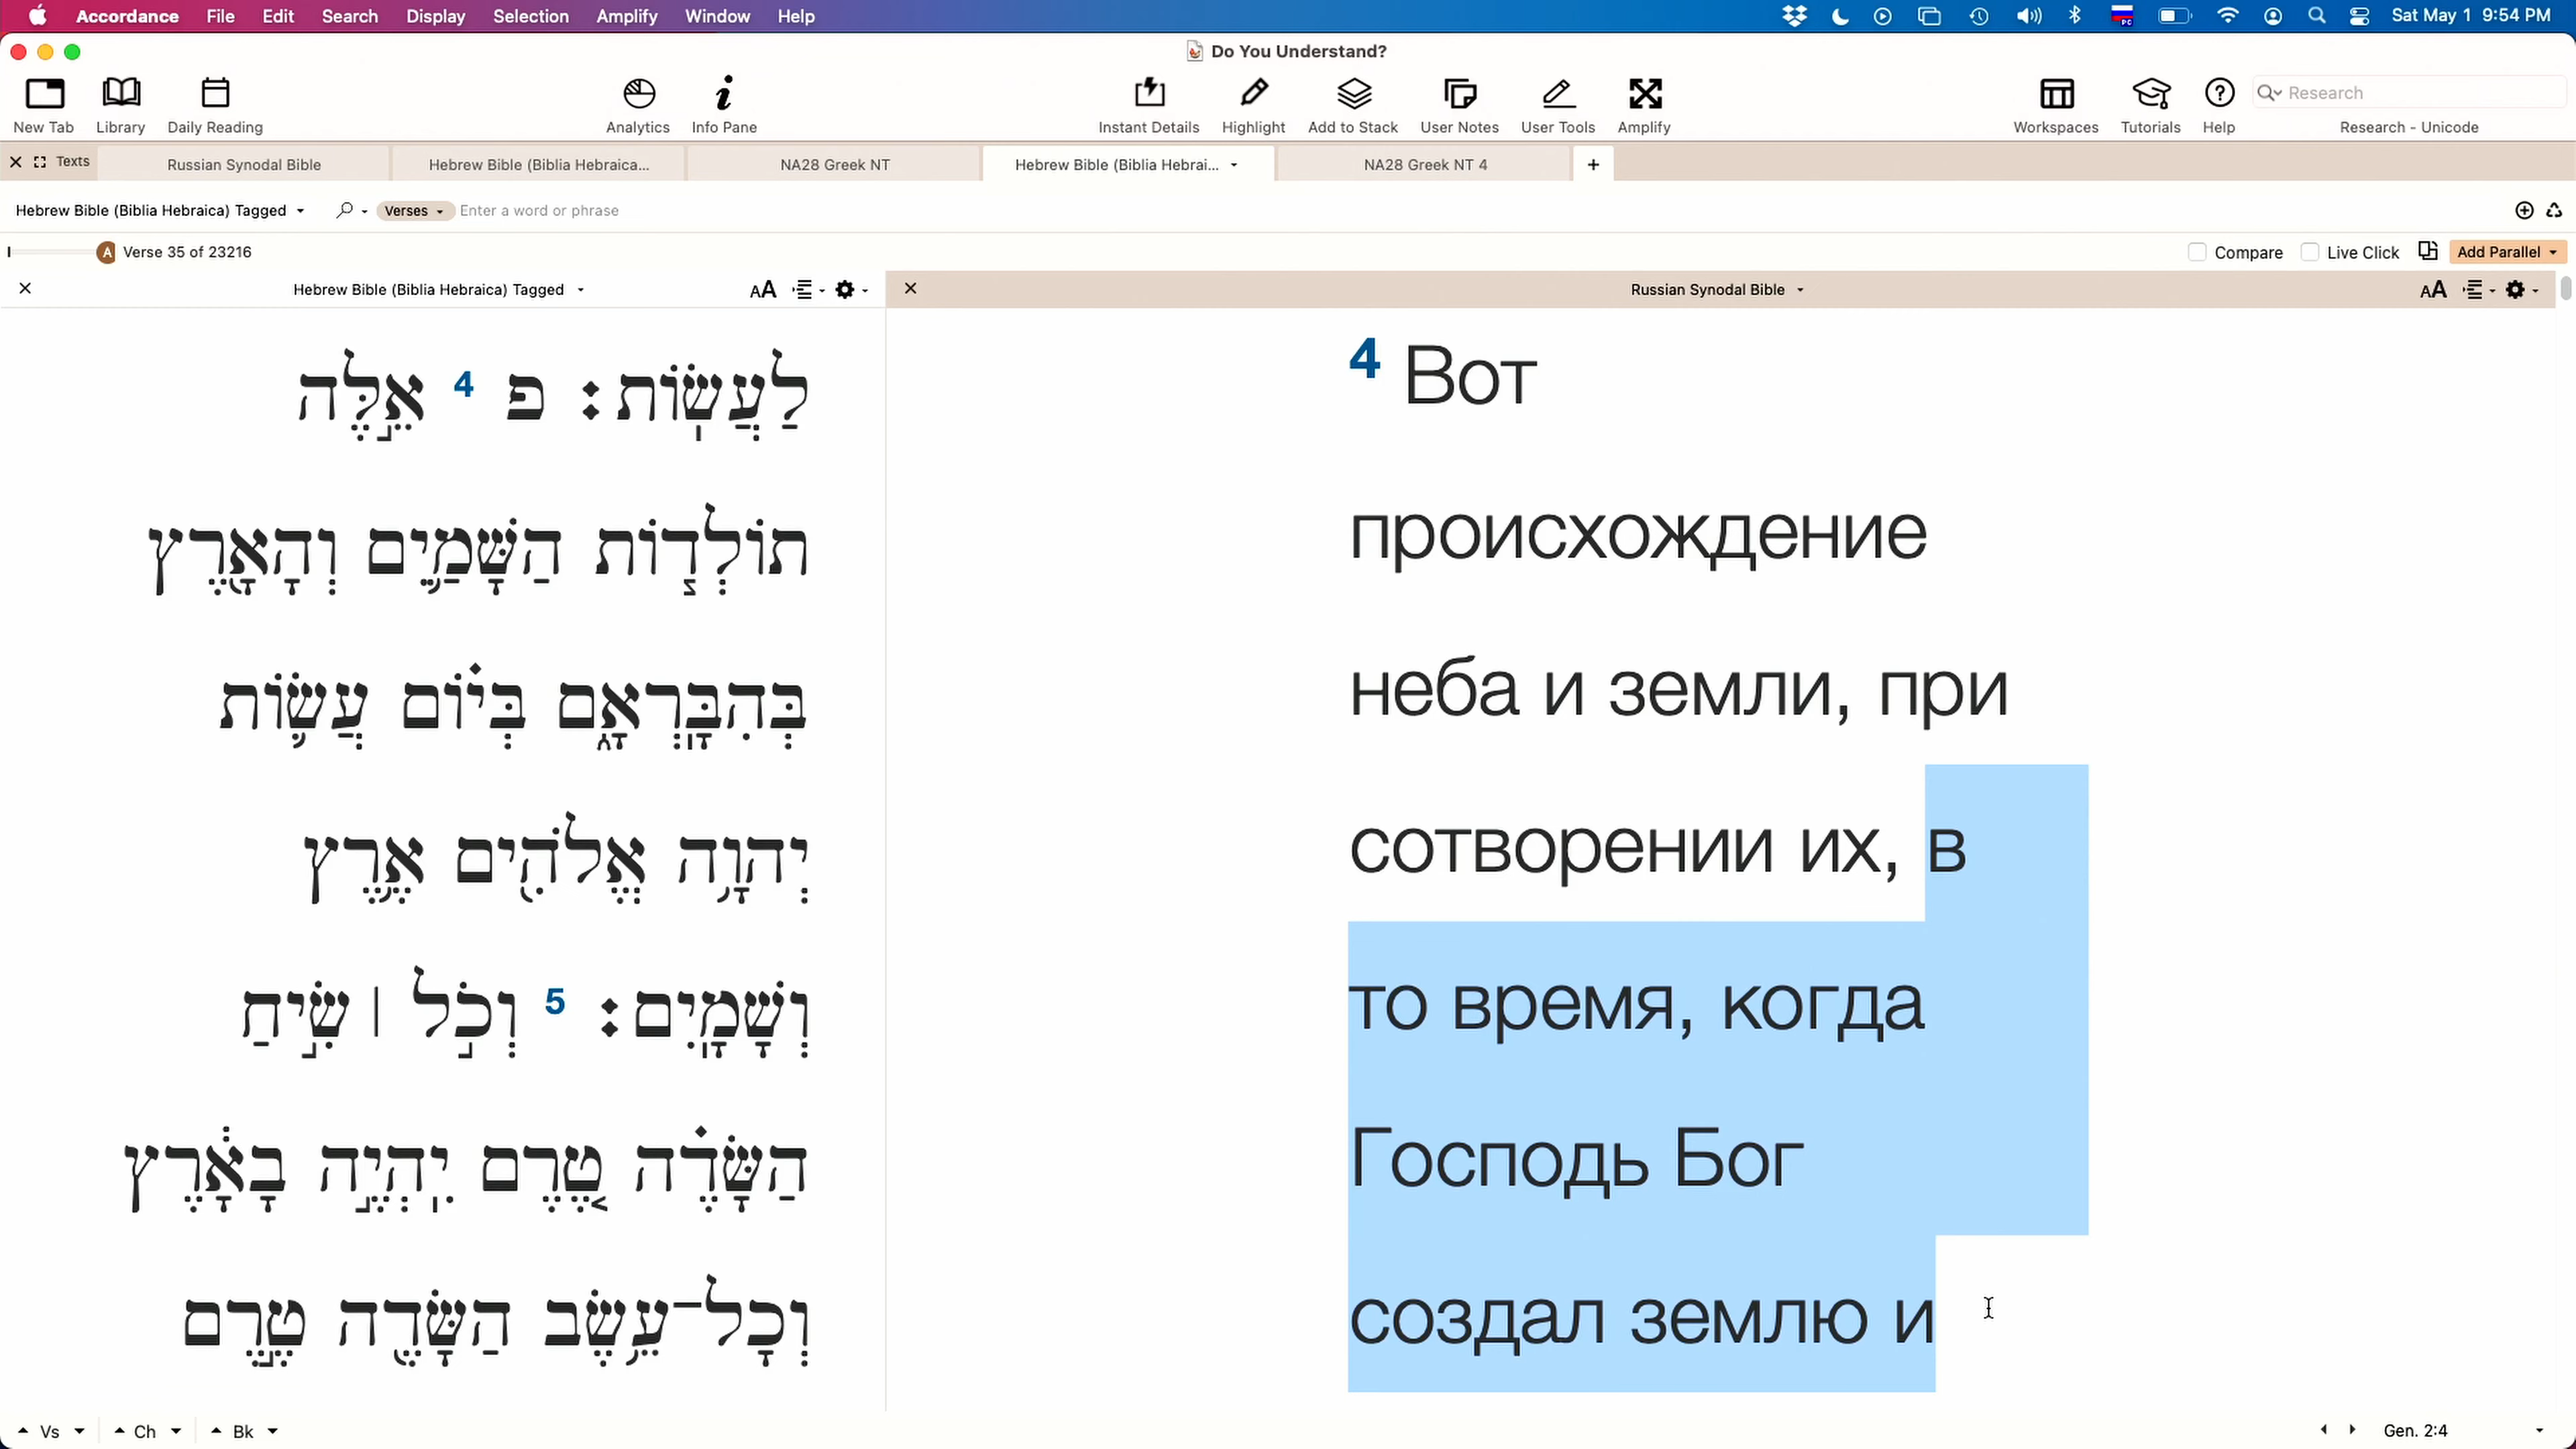 Accordance File Edit Search Display Selection Amplify Window Help Sat May 1 9:54 PM
Do You Understand?
New Tab Library Daily Reading Analytics Info Pane Instant Details Highlight Add to Stack User Notes User Tools Amplify Workspaces Tutorials Help Research
Research - Unicode
Texts Russian Synodal Bible Hebrew Bible (Biblia Hebraica... NA28 Greek NT Hebrew Bible (Biblia Hebrai... NA28 Greek NT 4 +
Hebrew Bible (Biblia Hebraica) Tagged Verses Enter a word or phrase
A Verse 35 of 23216 Compare Live Click Add Parallel
Hebrew Bible (Biblia Hebraica) Tagged AA
לַעֲשֽׂוֹת׃ פ 4 אֵ֣לֶּה
תוֹלְד֧וֹת הַשָּׁמַ֛יִם וְהָאָ֖רֶץ
בְּהִבָּֽרְאָ֑ם בְּי֗וֹם עֲשׂ֛וֹת
יְהוָ֥ה אֱלֹהִ֖ים אֶ֥רֶץ
וְשָׁמָֽיִם׃ 5 וְכֹ֣ל ׀ שִׂ֣יחַ
הַשָּׂדֶ֗ה טֶ֚רֶם יִֽהְיֶ֣ה בָאָ֔רֶץ
וְכָל־עֵ֥שֶׂב הַשָּׂדֶ֖ה טֶ֣רֶם
Russian Synodal Bible AA
4 Вот
происхождение
неба и земли, при
сотворении их, в
то время, когда
Господь Бог
создал землю и
Vs Ch Bk Gen. 2:4